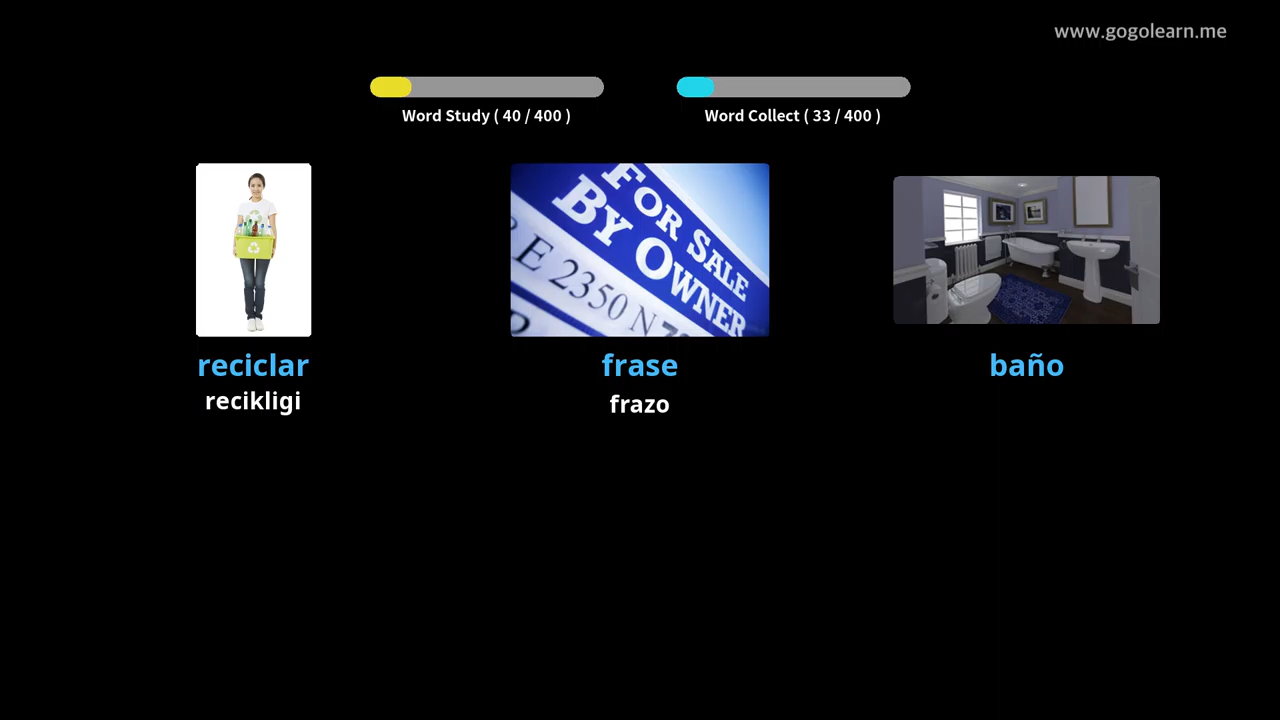 www.gogolearn.me
Word Study ( 40 / 400 )
Word Collect ( 33 / 400 )
FOR SALE
BY OWNER
E 2350 N
reciclar
recikligi
frase
frazo
baño